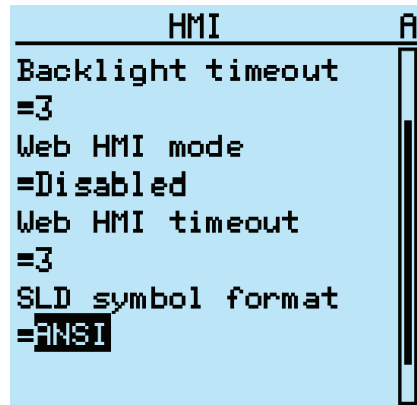 HMI A
Backlight timeout
=3
Web HMI mode
=Disabled
Web HMI timeout
=3
SLD symbol format
=ANSI